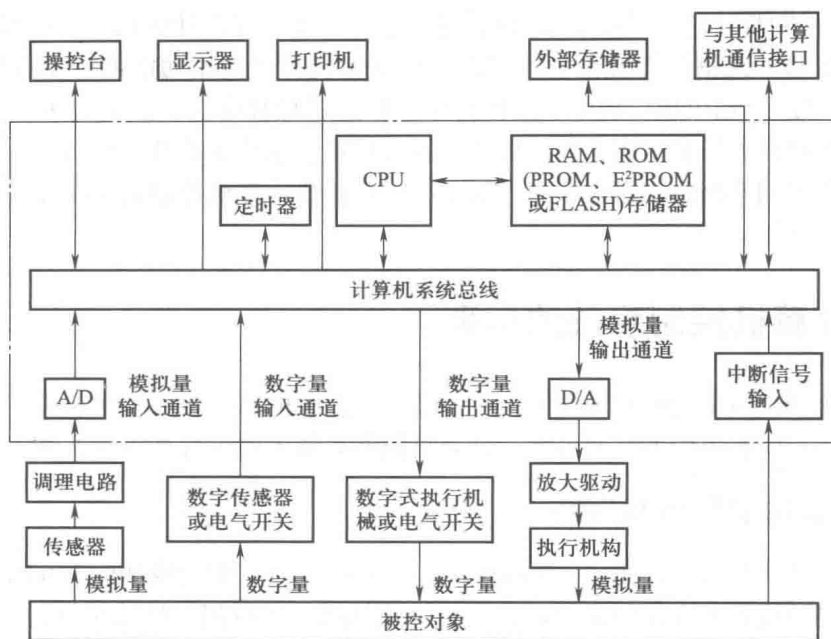 操控台
显示器
打印机
外部存储器
与其他计算
机通信接口
CPU
RAM、ROM
(PROM、E²PROM
或FLASH)存储器
定时器
计算机系统总线
A/D
模拟量
输入通道
数字量
输入通道
数字量
输出通道
模拟量
输出通道
D/A
中断信号
输入
调理电路
数字传感器
或电气开关
数字式执行机
械或电气开关
放大驱动
传感器
执行机构
模拟量
数字量
数字量
模拟量
被控对象